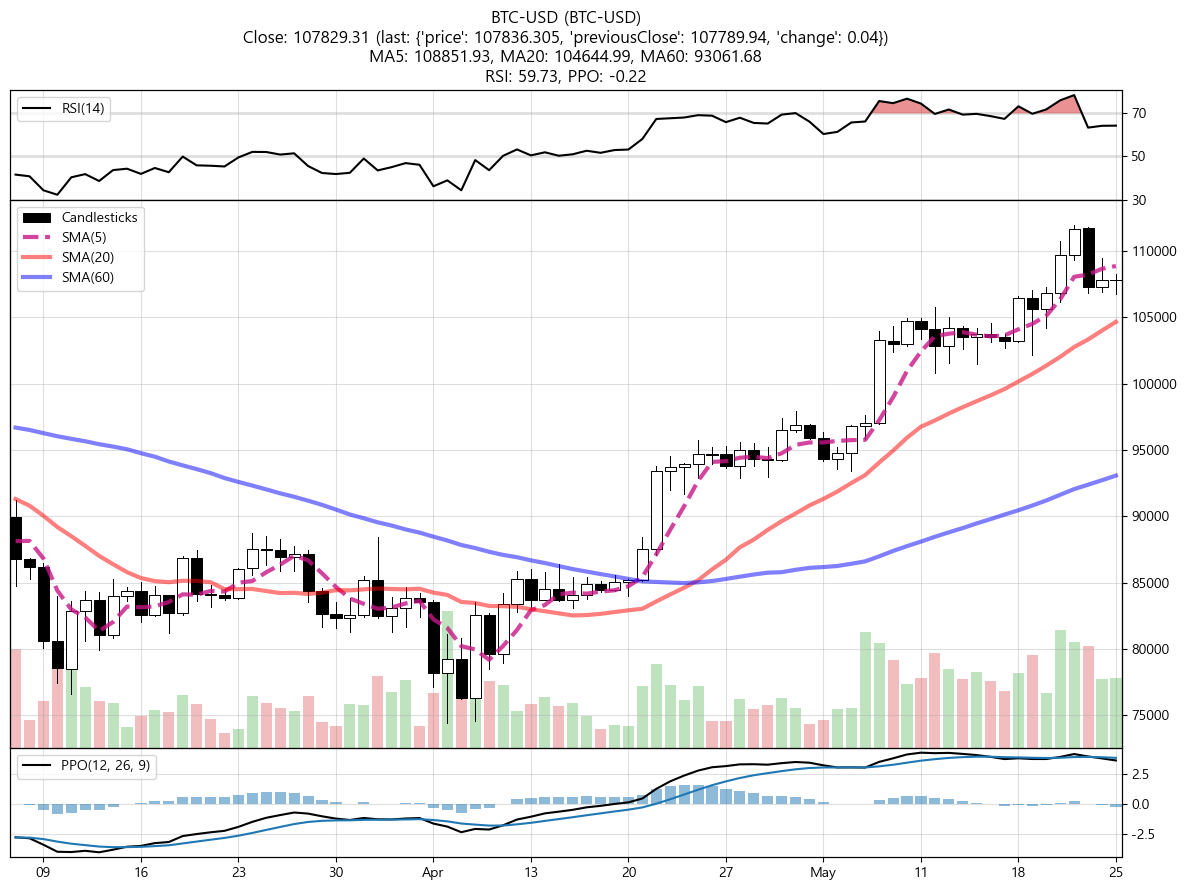 BTC-USD (BTC-USD)
Close: 107829.31 (last: {'price': 107836.305, 'previousClose': 107789.94, 'change': 0.04})
MA5: 108851.93, MA20: 104644.99, MA60: 93061.68
RSI: 59.73, PPO: -0.22
RSI(14)
70
50
30
Candlesticks
SMA(5)
SMA(20)
SMA(60)
110000
105000
100000
95000
90000
85000
80000
75000
PPO(12, 26, 9)
2.5
0.0
-2.5
09 16 23 30 Apr 13 20 27 May 11 18 25